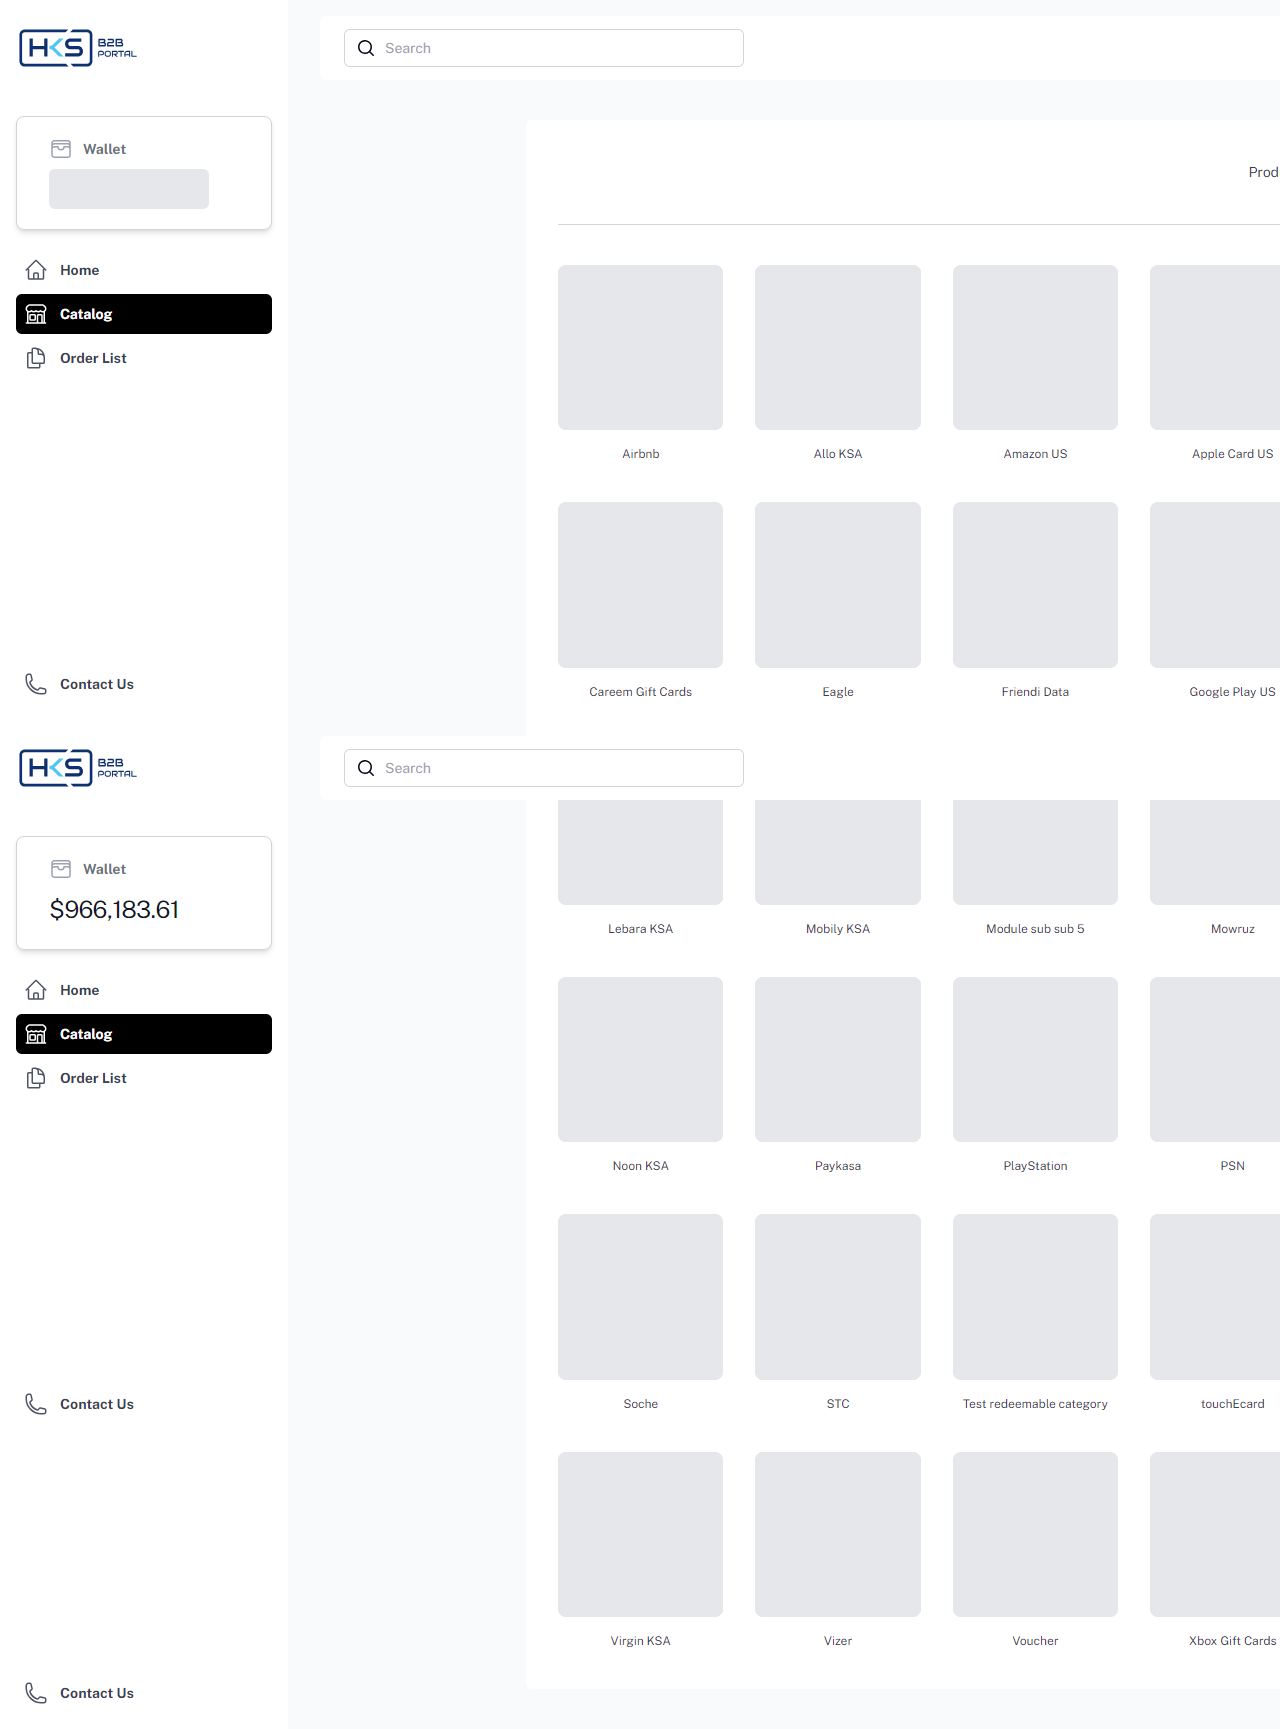 HKS B2B PORTAL
Search
Wallet
Prod
Home
Catalog
Order List
Airbnb
Allo KSA
Amazon US
Apple Card US
Careem Gift Cards
Eagle
Friendi Data
Google Play US
Contact Us
HKS B2B PORTAL
Search
Wallet
$966,183.61
Lebara KSA
Mobily KSA
Module sub sub 5
Mowruz
Home
Catalog
Order List
Noon KSA
Paykasa
PlayStation
PSN
Contact Us
Soche
STC
Test redeemable category
touchEcard
Virgin KSA
Vizer
Voucher
Xbox Gift Cards
Contact Us